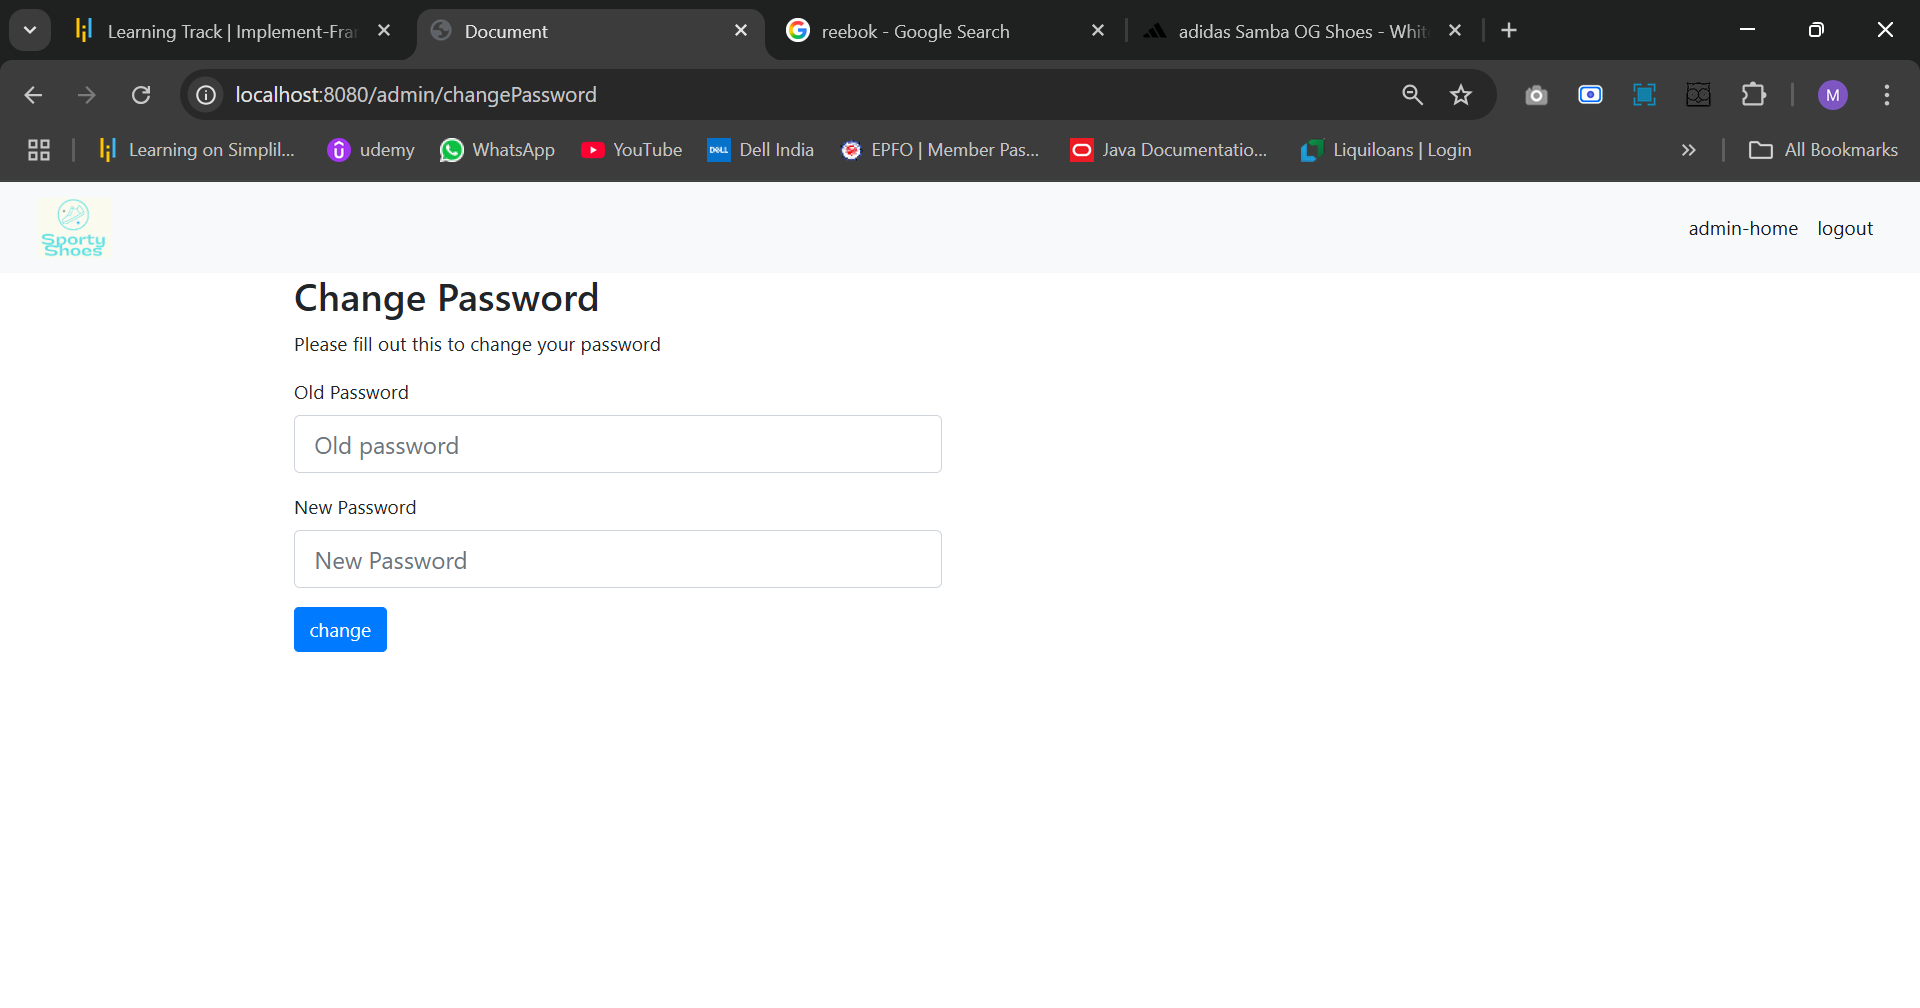 Learning Track | Implement-Fra
Document
reebok - Google Search
adidas Samba OG Shoes - Whit
localhost:8080/admin/changePassword
M
Learning on Simplil...
udemy
WhatsApp
YouTube
DELL
Dell India
EPFO | Member Pas...
Java Documentatio...
Liquiloans | Login
All Bookmarks
Sporty
Shoes
admin-home
logout
Change Password
Please fill out this to change your password
Old Password
Old password
New Password
New Password
change